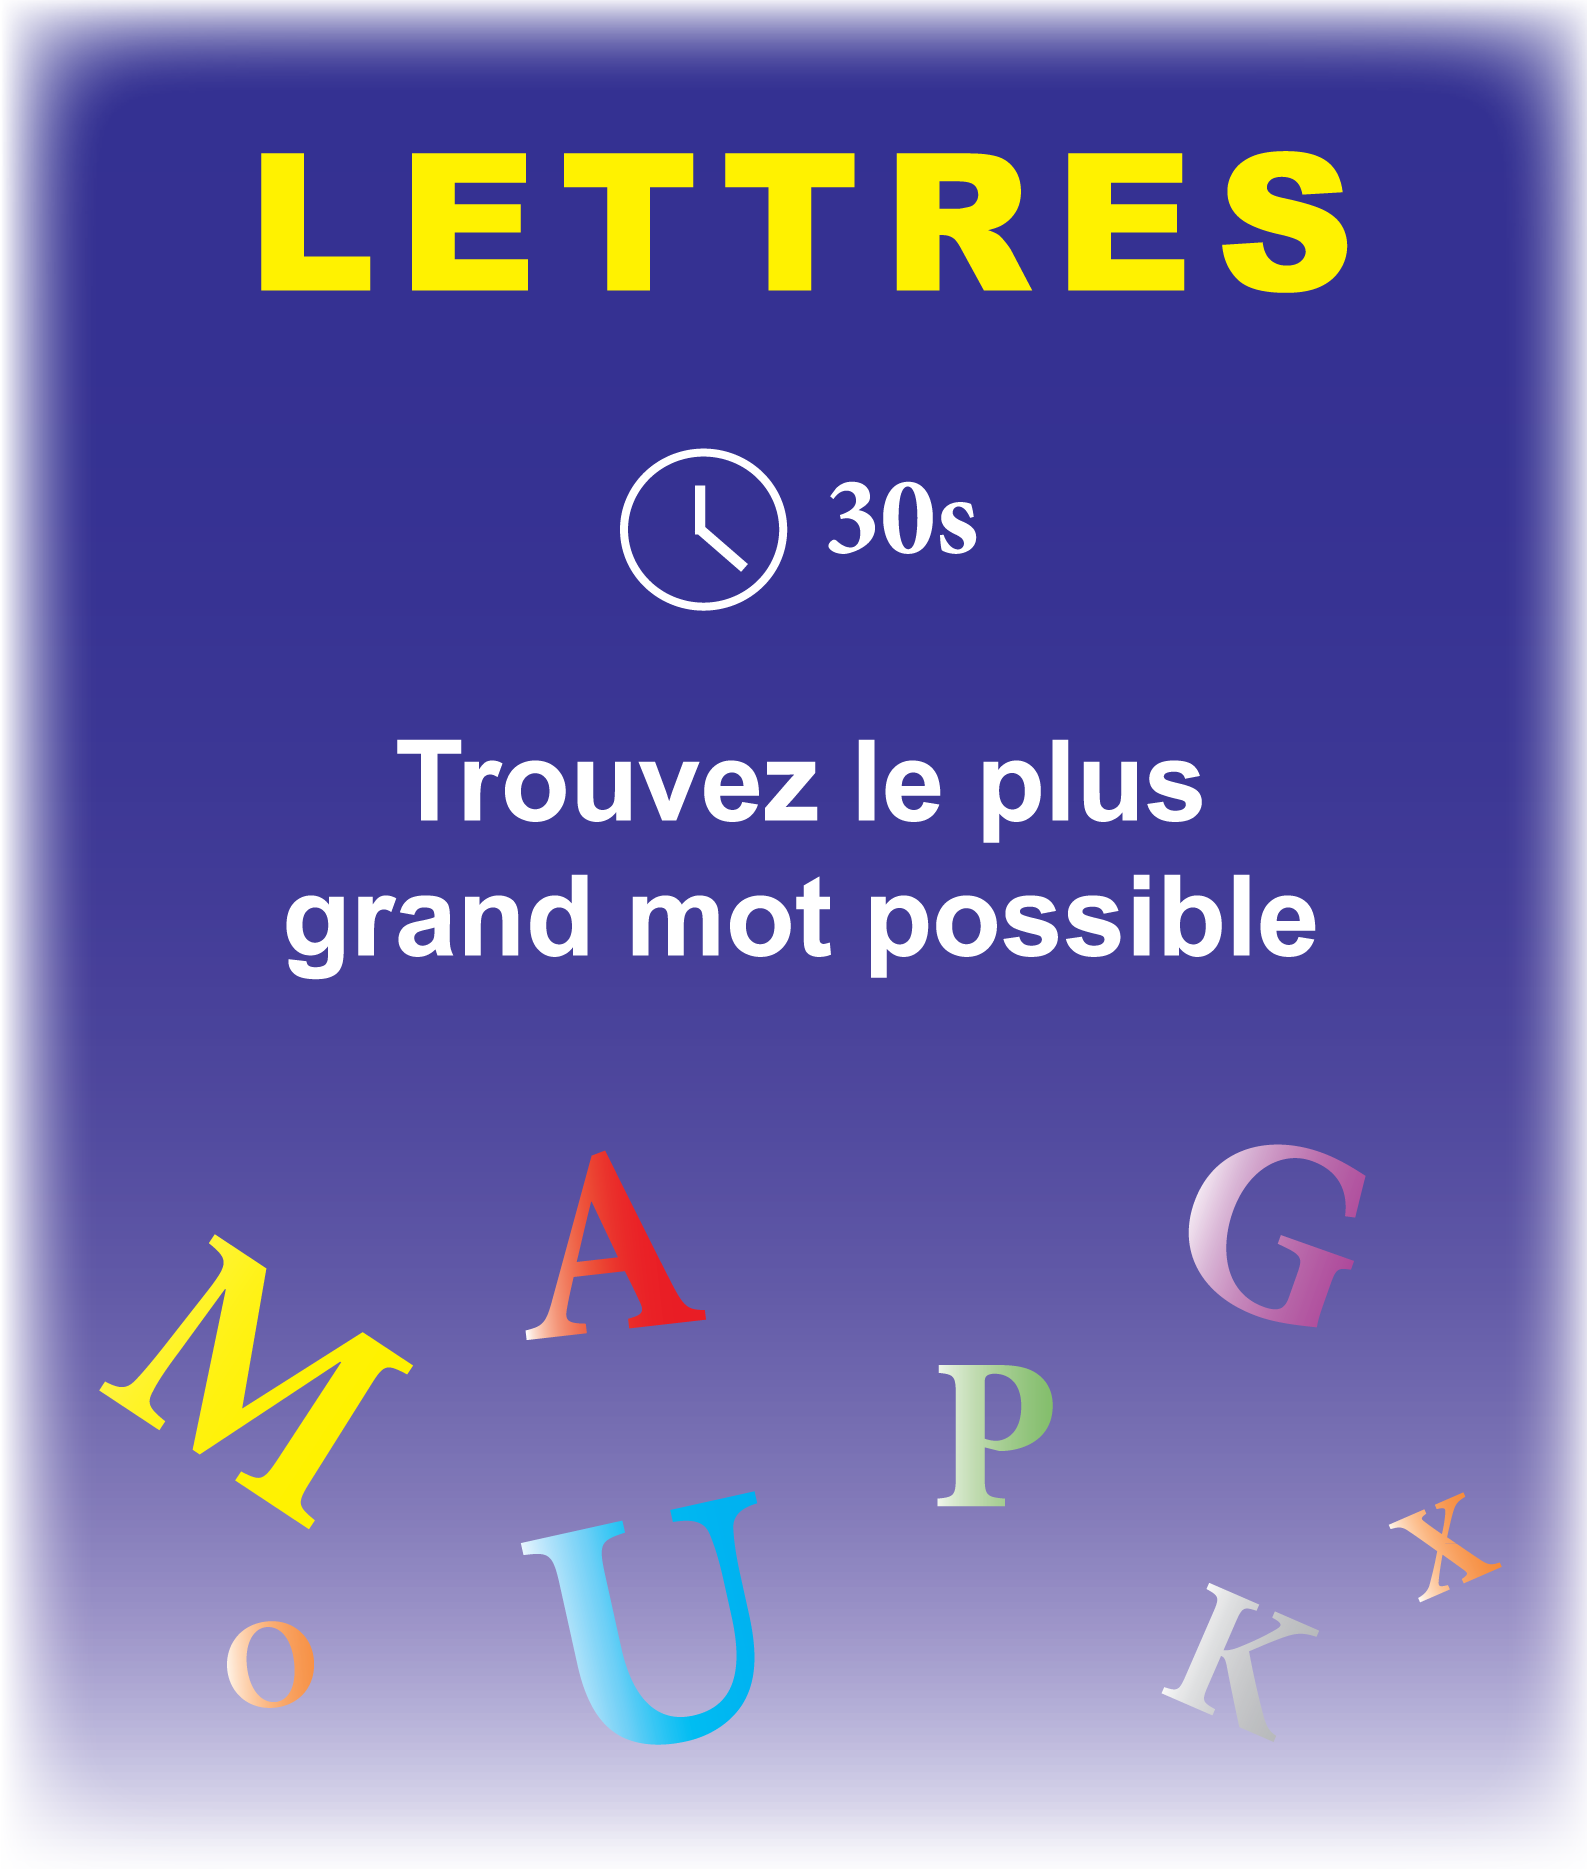 LETTRES
30s
Trouvez le plus
grand mot possible
A
G
M
P
U
X
O
K